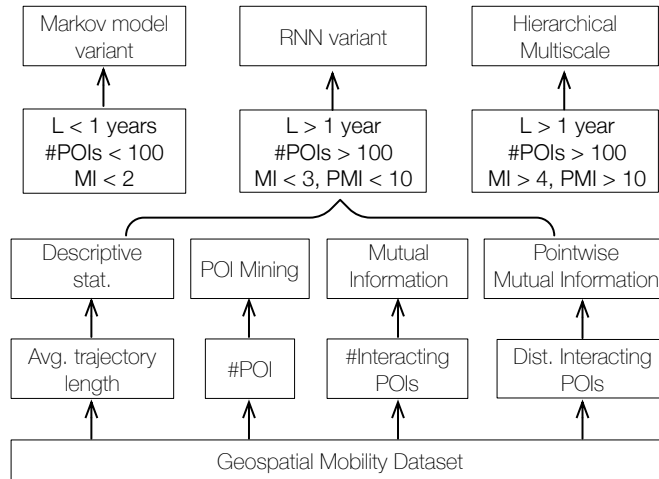 Markov model
variant
RNN variant
Hierarchical
Multiscale
L < 1 years
#POIs < 100
MI < 2
L > 1 year
#POIs > 100
MI < 3, PMI < 10
L > 1 year
#POIs > 100
MI > 4, PMI > 10
Descriptive
stat.
POI Mining
Mutual
Information
Pointwise
Mutual Information
Avg. trajectory
length
#POI
#Interacting
POIs
Dist. Interacting
POIs
Geospatial Mobility Dataset